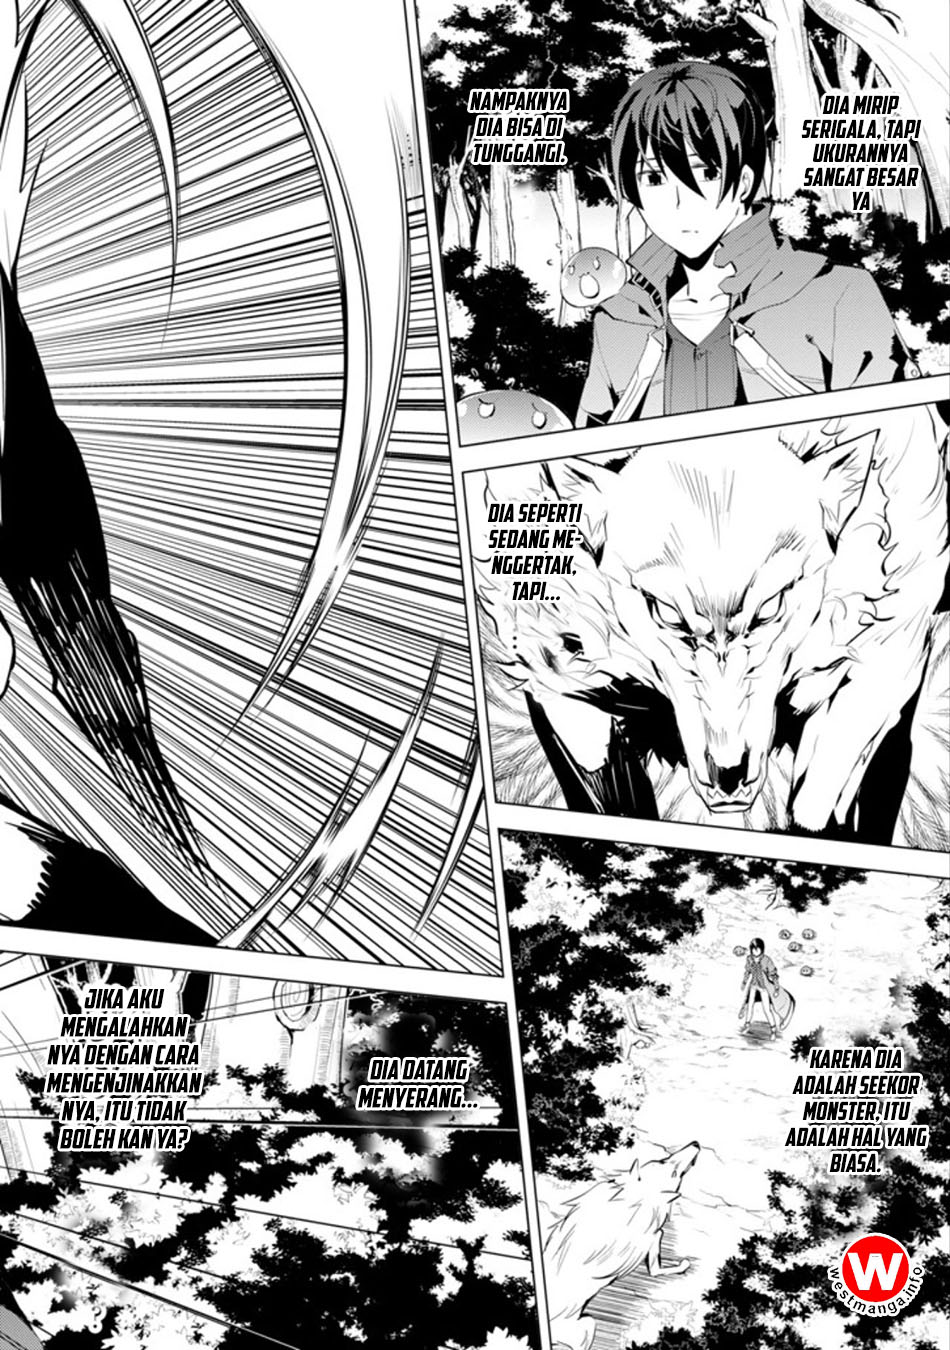 DIA MIRIP
SERIGALA, TAPI
UKURANNYA
SANGAT BESAR
YA
NAMPAKNYA
DIA BISA DI
TUNGGANGI.
DIA SEPERTI
SEDANG ME-
NGGERTAK,
TAPI...
...
KARENA DIA
ADALAH SEEKOR
MONSTER, ITU
ADALAH HAL YANG
BIASA.
DIA DATANG
MENYERANG...
JIKA AKU
MENGALAHKAN
NYA DENGAN CARA
MENGENJINAKKAN
NYA, ITU TIDAK
BOLEH KAN YA?
W
westmanga.info